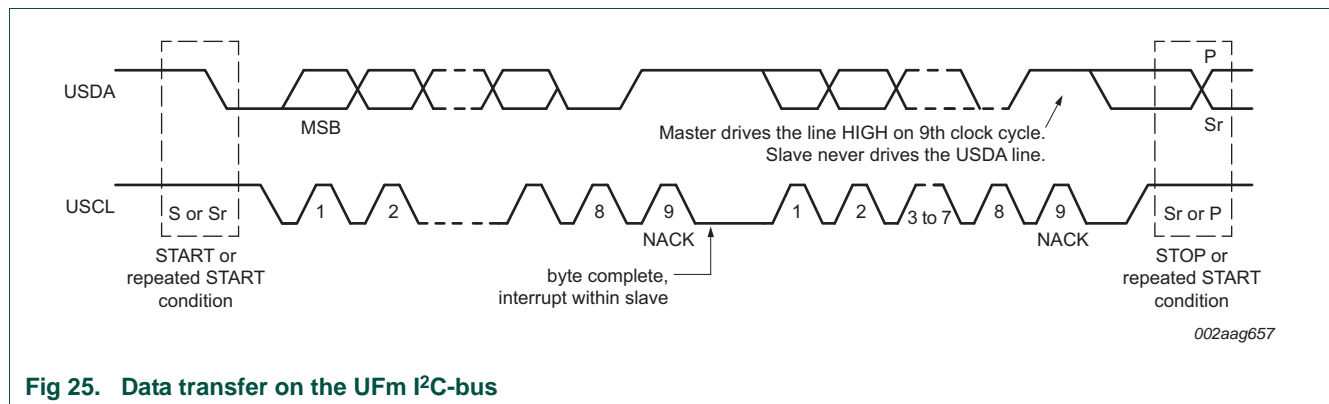 USDA
MSB
P
Sr
Master drives the line HIGH on 9th clock cycle.
Slave never drives the USDA line.
USCL
S or Sr
1
2
8
9
NACK
1
2
3 to 7
8
9
NACK
Sr or P
START or
repeated START
condition
byte complete,
interrupt within slave
STOP or
repeated START
condition
002aag657
Fig 25. Data transfer on the UFm I²C-bus